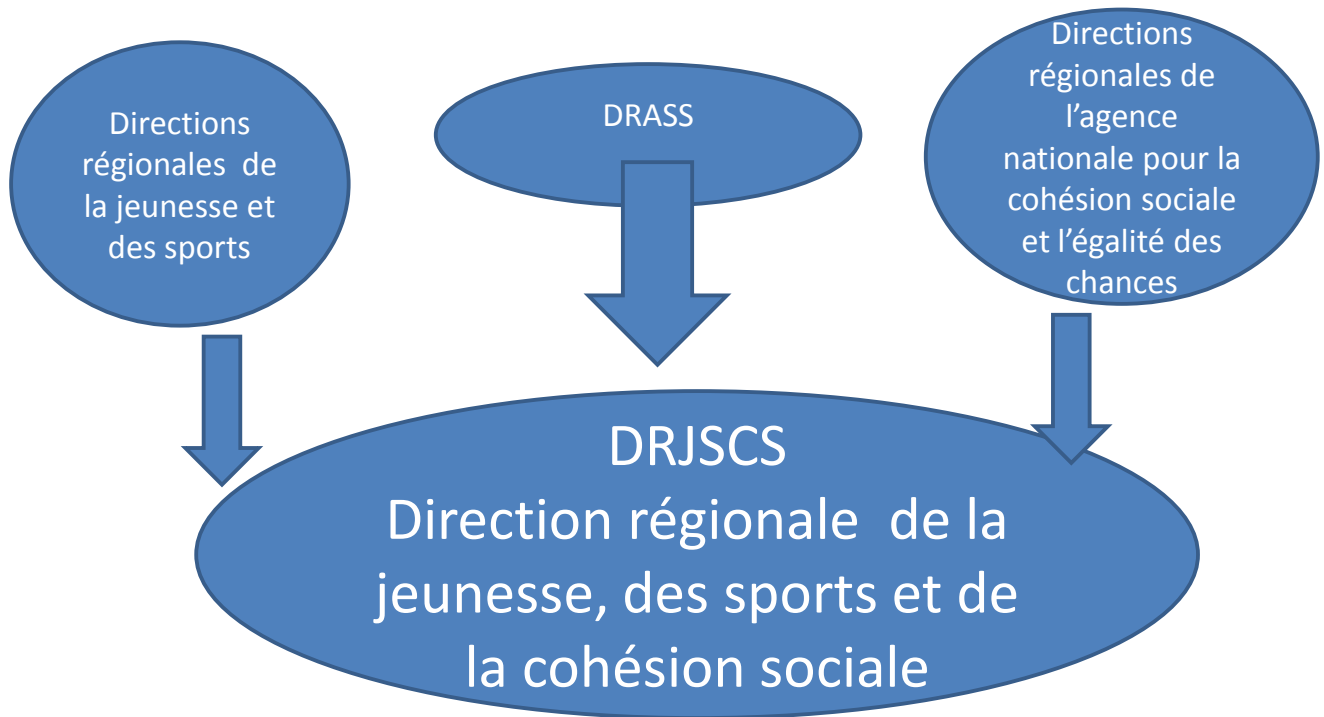 Directions
régionales  de
la jeunesse et
des sports
DRASS
Directions
régionales de
l’agence
nationale pour la
cohésion sociale
et l’égalité des
chances
DRJSCS
Direction régionale  de la
jeunesse, des sports et de
la cohésion sociale